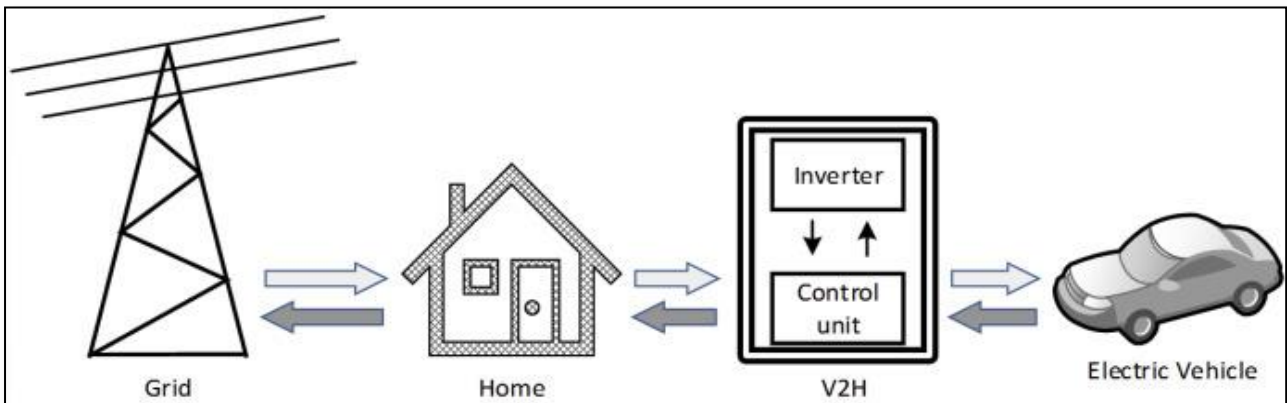 Inverter
Control
unit
Grid
Home
V2H
Electric Vehicle